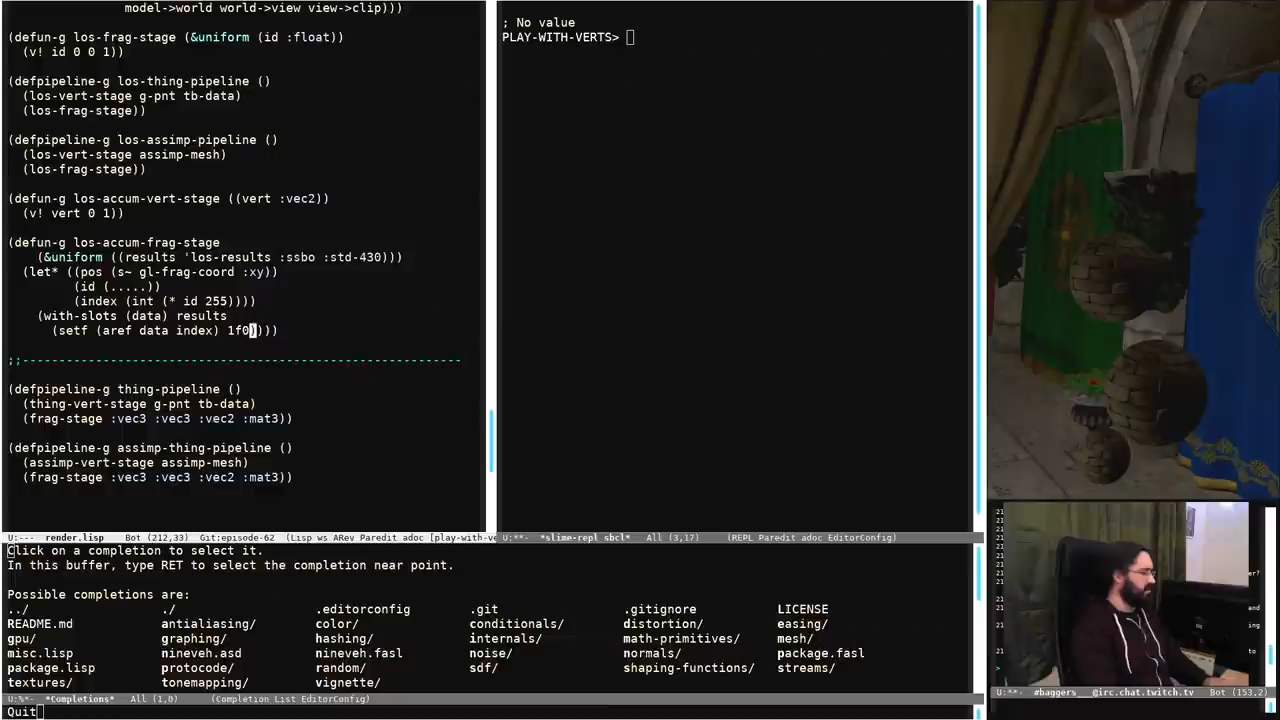 model->world world->view view->clip)))
(defun-g los-frag-stage (&uniform (id :float))
(v! id 0 0 1))
(defpipeline-g los-thing-pipeline ()
(los-vert-stage g-pnt tb-data)
(los-frag-stage))
(defpipeline-g los-assimp-pipeline ()
(los-vert-stage assimp-mesh)
(los-frag-stage))
(defun-g los-accum-vert-stage ((vert :vec2))
(v! vert 0 1))
(defun-g los-accum-frag-stage
(&uniform ((results 'los-results :ssbo :std-430)))
(let* ((pos (s~ gl-frag-coord :xy))
(id (.....))
(index (int (* id 255))))
(with-slots (data) results
(setf (aref data index) 1f0))))
;;------------------------------------------------------------
(defpipeline-g thing-pipeline ()
(thing-vert-stage g-pnt tb-data)
(frag-stage :vec3 :vec3 :vec2 :mat3))
(defpipeline-g assimp-thing-pipeline ()
(assimp-vert-stage assimp-mesh)
(frag-stage :vec3 :vec3 :vec2 :mat3))
U:--- render.lisp Bot (212,33) Git:episode-62 (Lisp ws ARev Paredit adoc [play-with-ve
; No value
PLAY-WITH-VERTS>
U:**- *slime-repl sbcl* All (3,17) (REPL Paredit adoc EditorConfig)
Click on a completion to select it.
In this buffer, type RET to select the completion near point.
Possible completions are:
../ ./ .editorconfig .git .gitignore LICENSE
README.md antialiasing/ color/ conditionals/ distortion/ easing/
gpu/ graphing/ hashing/ internals/ math-primitives/ mesh/
misc.lisp nineveh.asd nineveh.fasl noise/ normals/ package.fasl
package.lisp protocode/ random/ sdf/ shaping-functions/ streams/
textures/ tonemapping/ vignette/
U:%*- *Completions* All (1,0) (Completion List EditorConfig)
Quit
U:**- #baggers__@irc.chat.twitch.tv Bot (153,2)